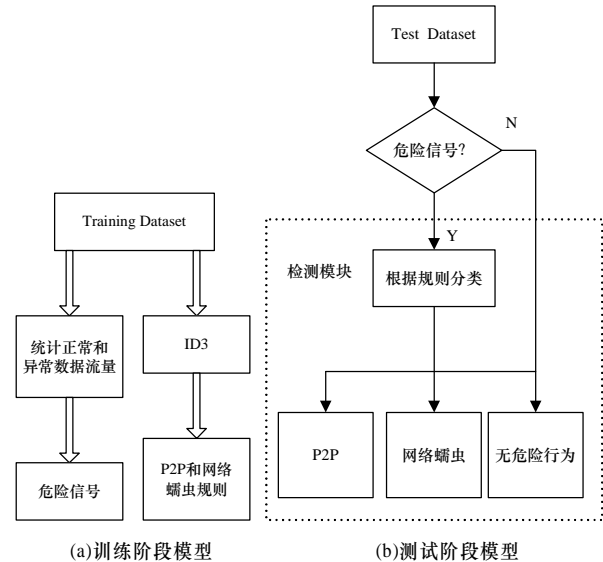 Test Dataset
危险信号?
N
Y
Training Dataset
检测模块
根据规则分类
统计正常和
异常数据流量
ID3
P2P
网络蠕虫
无危险行为
危险信号
P2P和网络
蠕虫规则
(a)训练阶段模型
(b)测试阶段模型